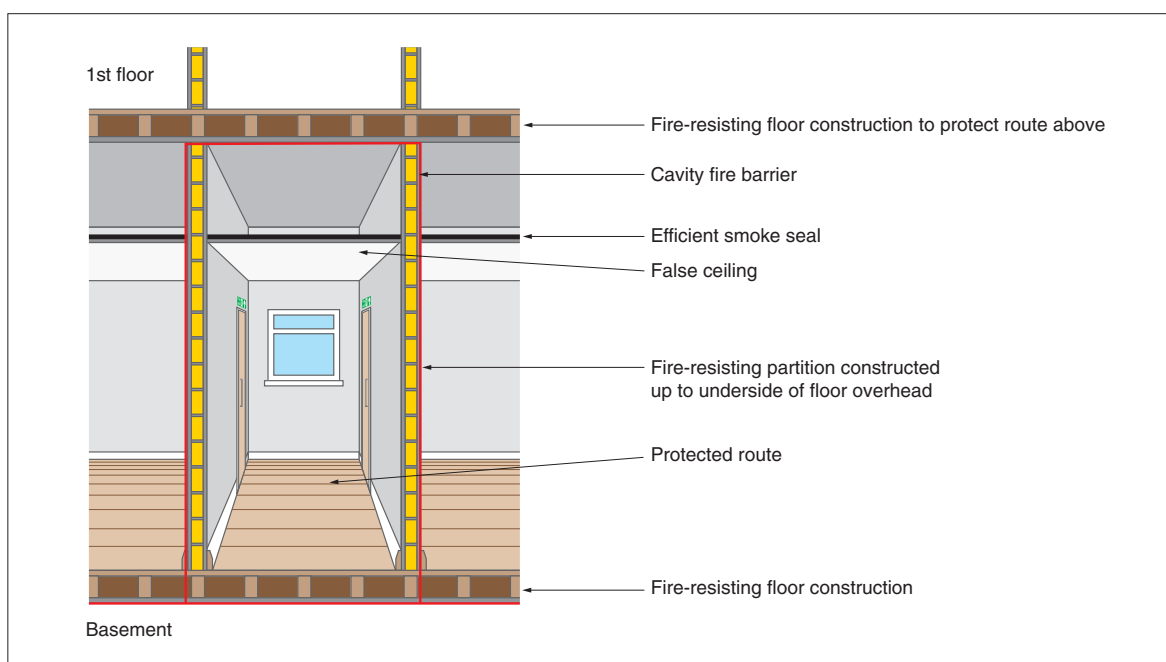 1st floor
Fire-resisting floor construction to protect route above
Cavity fire barrier
Efficient smoke seal
False ceiling
Fire-resisting partition constructed
up to underside of floor overhead
Protected route
Fire-resisting floor construction
Basement